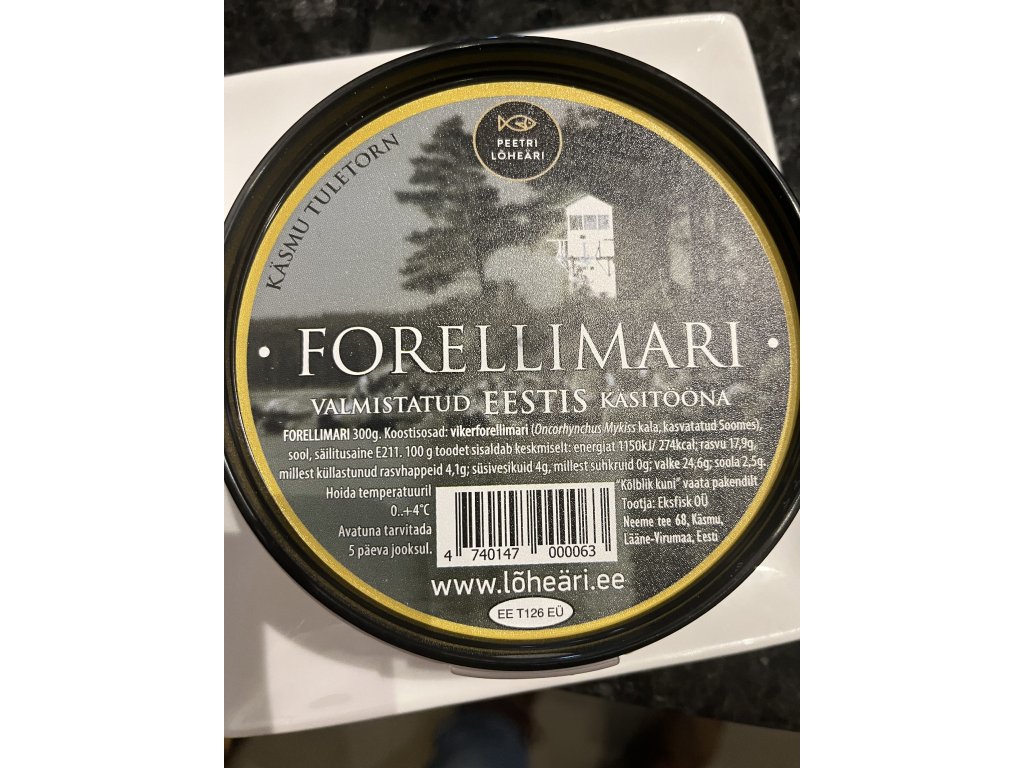 PEETRI
LÕHEÄRI
KÄSMU TULETORN
• FORELLIMARI •
VALMISTATUD EESTIS KÄSITÖÖNA
FORELLIMARI 300g. Koostisosad: vikerforellimari (Oncorhynchus Mykiss kala, kasvatatud Soomes),
sool, säilitusaine E211. 100 g toodet sisaldab keskmiselt: energiat 1150kJ/ 274kcal; rasvu 17,9g,
millest küllastunud rasvhappeid 4,1g; süsivesikuid 4g, millest suhkruid 0g; valke 24,6g; soola 2,5g.
Hoida temperatuuril
0..+4°C
Avatuna tarvitada
5 päeva jooksul.
"Kõlblik kuni" vaata pakendilt
Tootja: Eksfisk OÜ
Neeme tee 68, Käsmu,
Lääne-Virumaa, Eesti
4 740147 000063
www.lõheäri.ee
EE T126 EÜ